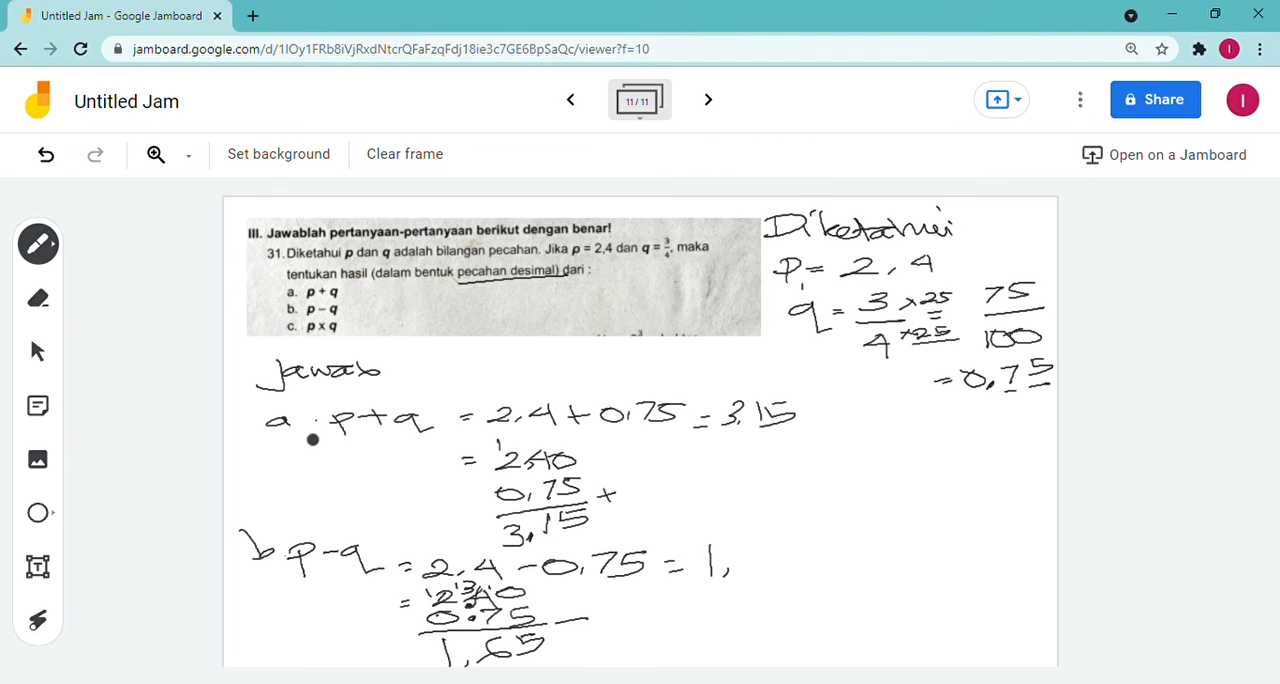 Untitled Jam - Google Jamboard
jamboard.google.com/d/1IOy1FRb8iVjRxdNtcrQFaFzqFdj18ie3c7GE6BpSaQc/viewer?f=10
I
Untitled Jam
11 / 11
Share
I
Set background
Clear frame
Open on a Jamboard
III. Jawablah pertanyaan-pertanyaan berikut dengan benar!
31. Diketahui p dan q adalah bilangan pecahan. Jika p = 2,4 dan q = 3/4, maka
tentukan hasil (dalam bentuk pecahan desimal) dari :
a. p + q
b. p – q
c. p x q
Diketahui
p = 2,4
q = 3 x25 / 4 x25 = 75 / 100
= 0,75
Jawab
a. p+q = 2,4 + 0,75 = 3,15
= 2,40
0,75 +
3,15
b. p-q = 2,4 - 0,75 = 1,
= 2,40
0,75 -
1,65